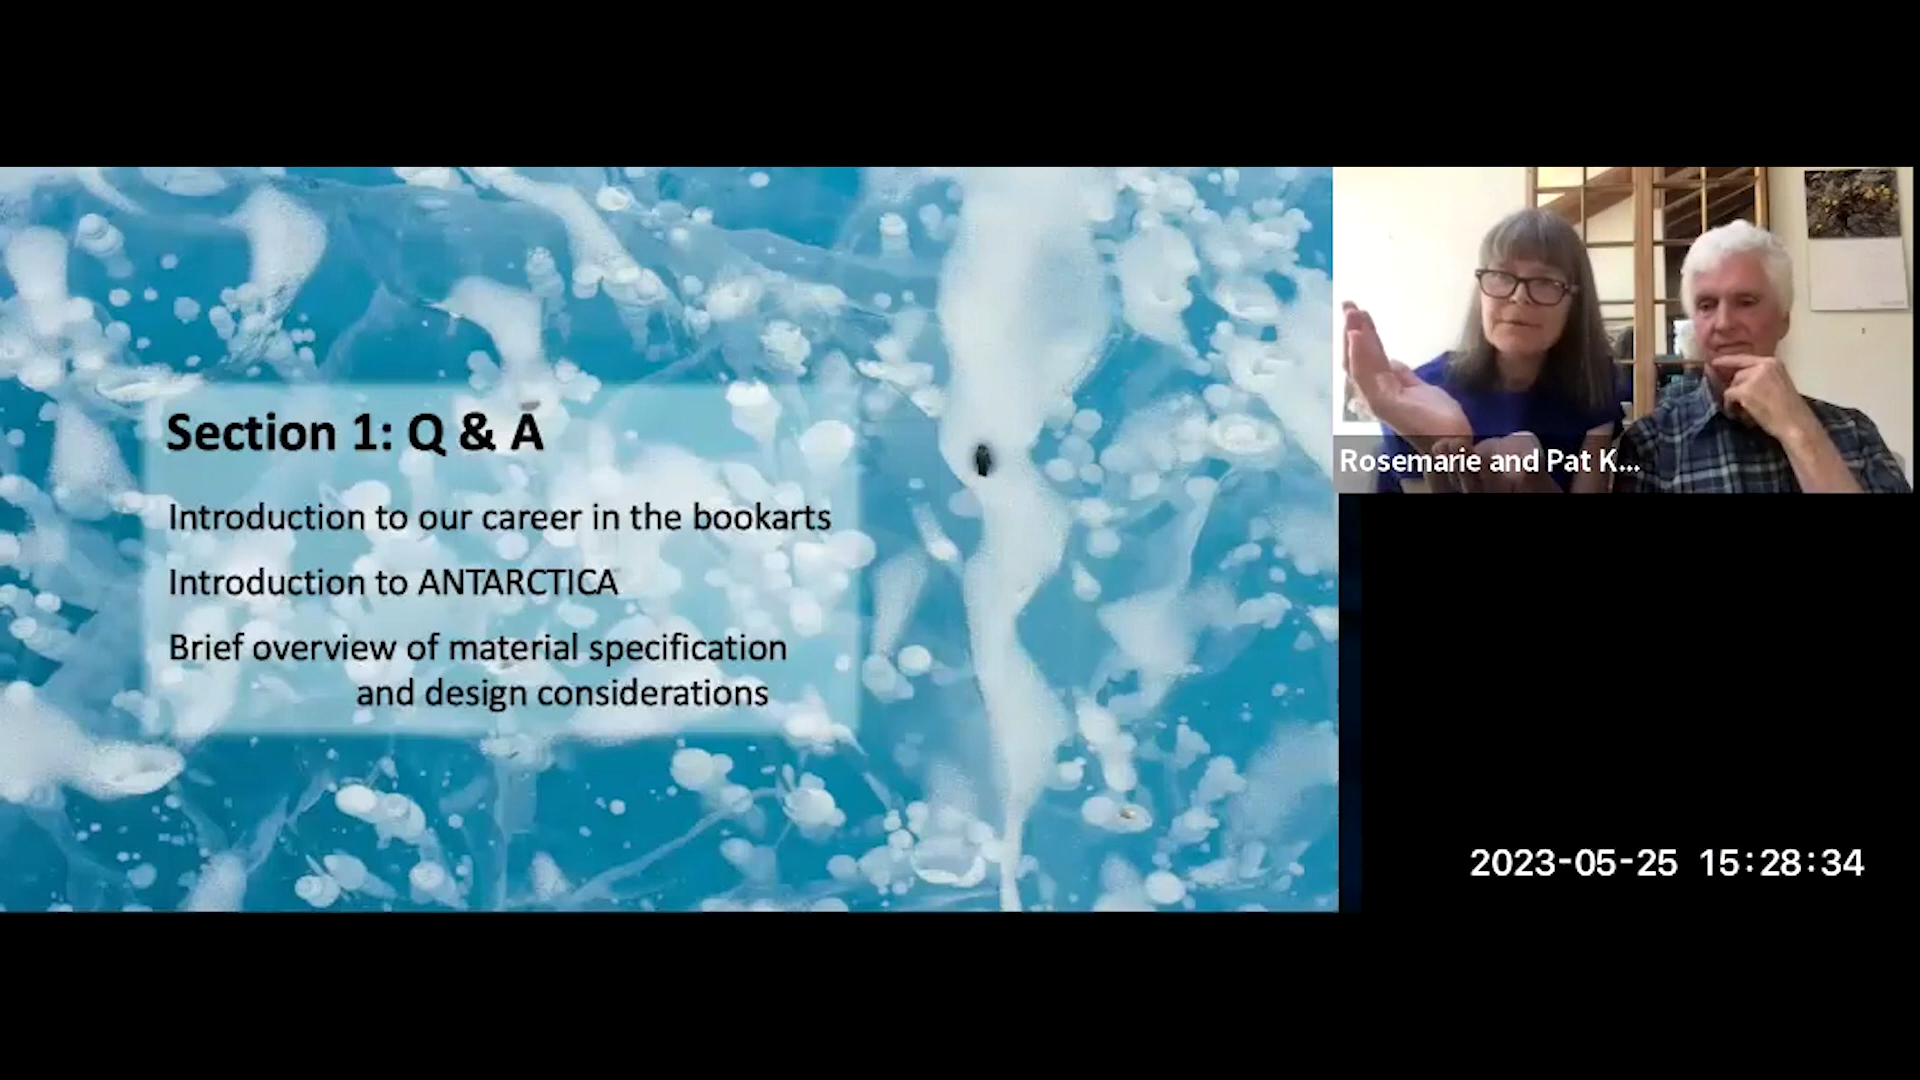 Section 1: Q & A
Introduction to our career in the bookarts
Introduction to ANTARCTICA
Brief overview of material specification
and design considerations
Rosemarie and Pat K...
2023-05-25 15:28:34